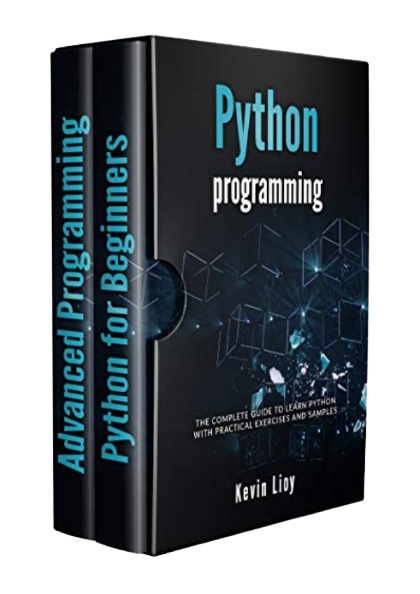 Advanced Programming
Python for Beginners
Python
programming
THE COMPLETE GUIDE TO LEARN PYTHON
WITH PRACTICAL EXERCISES AND SAMPLES
Kevin Lioy